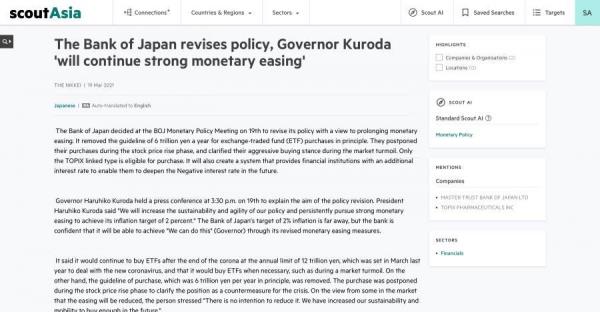 scoutAsia
Connections+
Countries & Regions
Sectors
Scout AI
Saved Searches
Targets
SA
The Bank of Japan revises policy, Governor Kuroda
'will continue strong monetary easing'
THE NIKKEI | 19 Mar 2021
Japanese | Auto-translated to English
The Bank of Japan decided at the BOJ Monetary Policy Meeting on 19th to revise its policy with a view to prolonging monetary
easing. It removed the guideline of 6 trillion yen a year for exchange-traded fund (ETF) purchases in principle. They postponed
their purchases during the stock price rise phase, and clarified their aggressive buying stance during the market turmoil. Only
the TOPIX linked type is eligible for purchase. It will also create a system that provides financial institutions with an additional
interest rate to enable them to deepen the Negative interest rate in the future.
Governor Haruhiko Kuroda held a press conference at 3:30 p.m. on 19th to explain the aim of the policy revision. President
Haruhiko Kuroda said "We will increase the sustainability and agility of our policy and persistently pursue strong monetary
easing to achieve its inflation target of 2 percent." The Bank of Japan's target of 2% inflation is far away, but the bank is
confident that it will be able to achieve "We can do this" (Governor) through its revised monetary easing measures.
It said it would continue to buy ETFs after the end of the corona at the annual limit of 12 trillion yen, which was set in March last
year to deal with the new coronavirus, and that it would buy ETFs when necessary, such as during a market turmoil. On
the other hand, the guideline of purchase, which was 6 trillion yen per year in principle, was removed. The purchase was postponed
during the stock price rise phase to clarify the position as a countermeasure for the crisis. On the view from some in the market
that the easing will be reduced, the person stressed "There is no intention to reduce it. We have increased our sustainability and
mobility to buy enough in the future."
HIGHLIGHTS
Companies & Organisations (2)
Locations (0)
SCOUT AI
Standard Scout AI
Monetary Policy
MENTIONS
Companies
MASTER TRUST BANK OF JAPAN LTD
TOPIX PHARMACEUTICALS INC
SECTORS
Financials